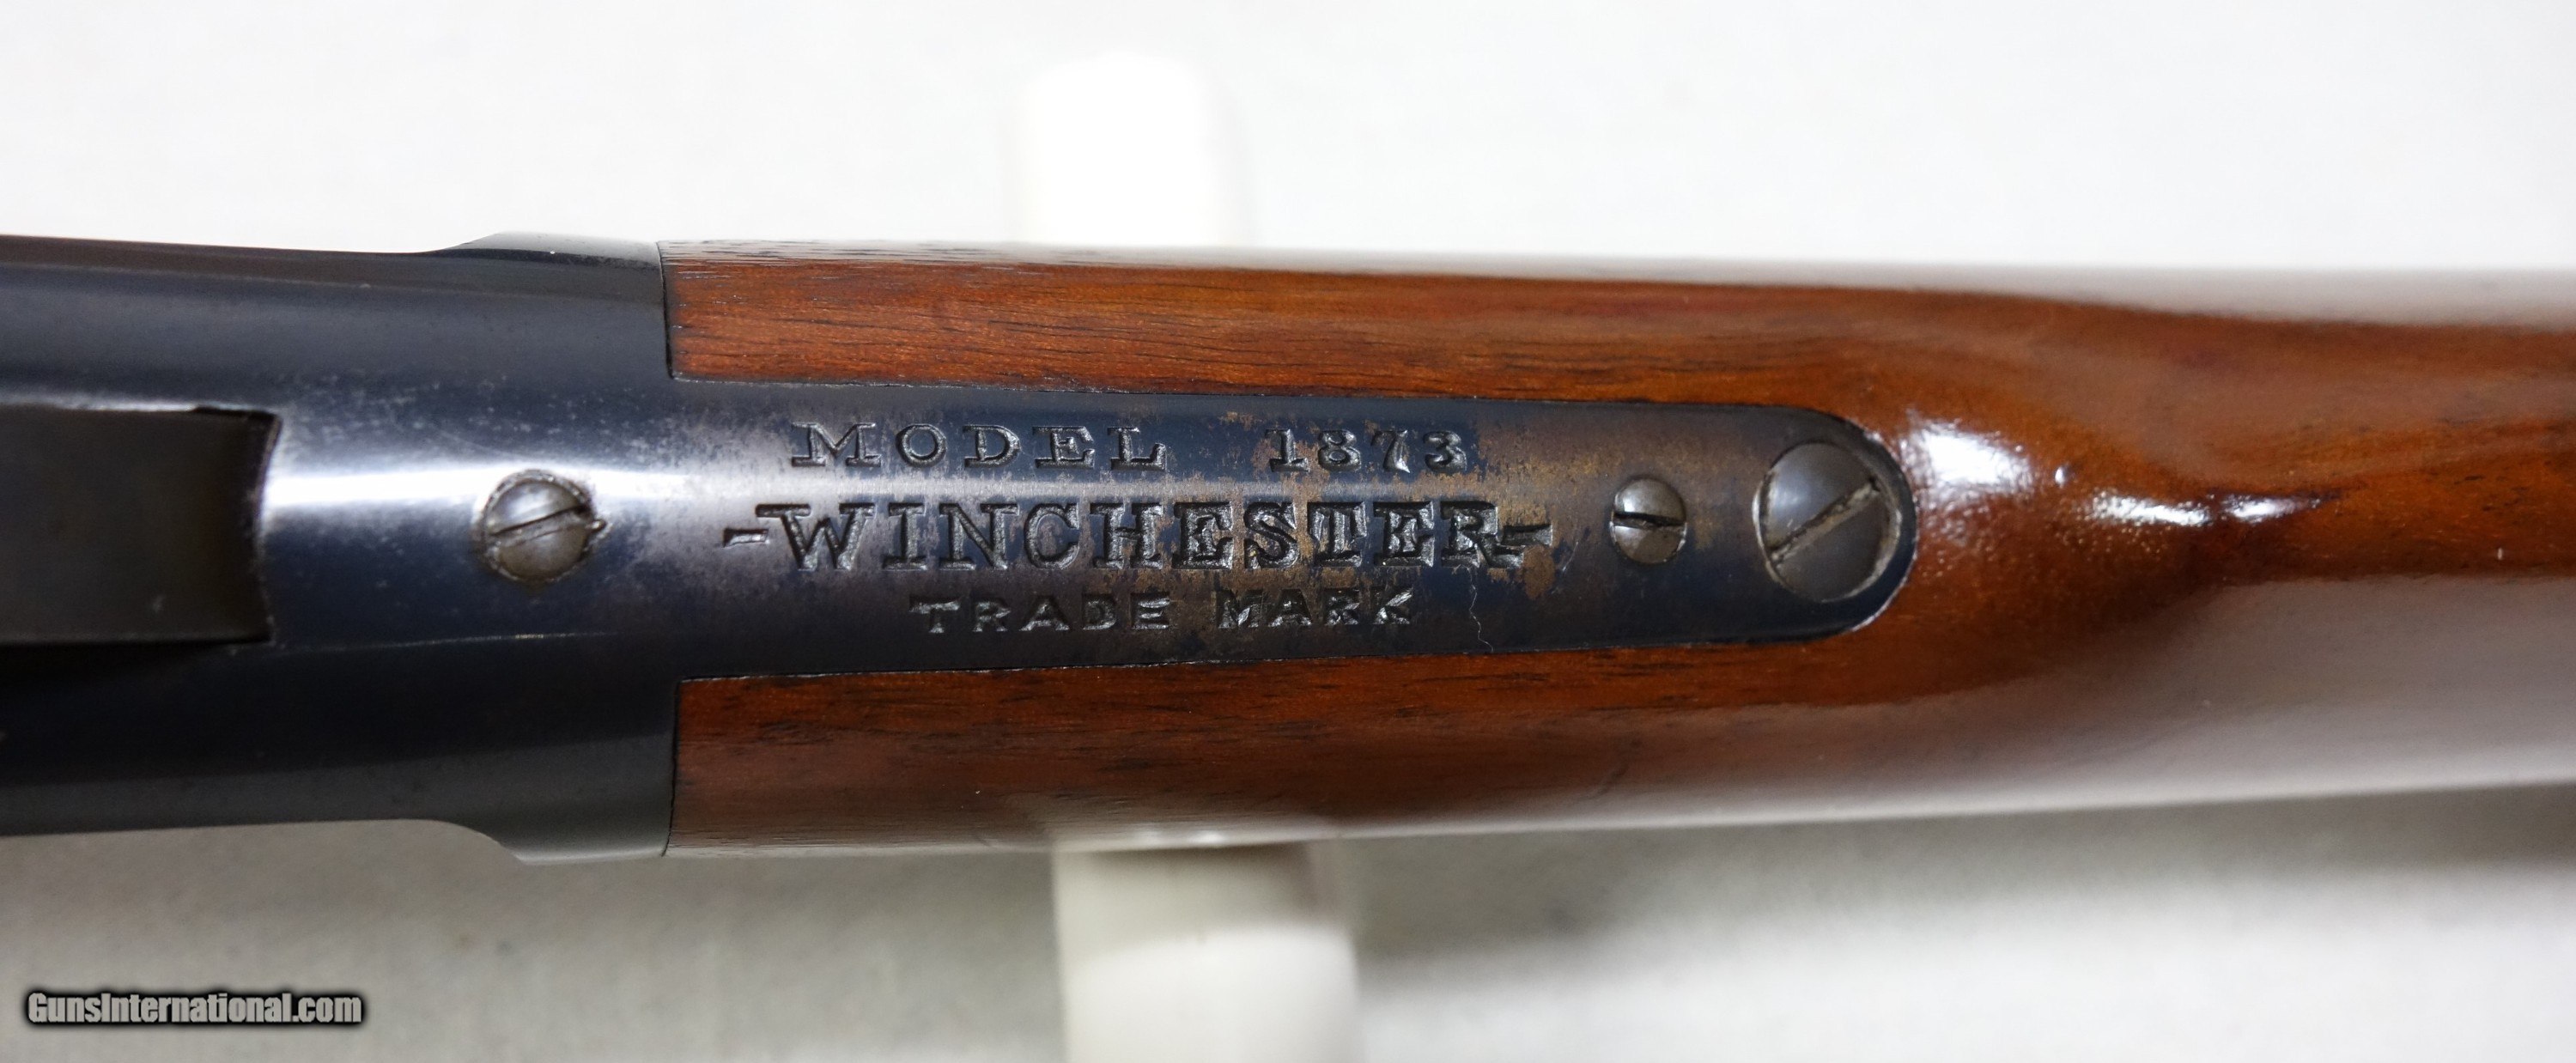 MODEL 1873
-WINCHESTER-
TRADE MARK
GunsInternational.com